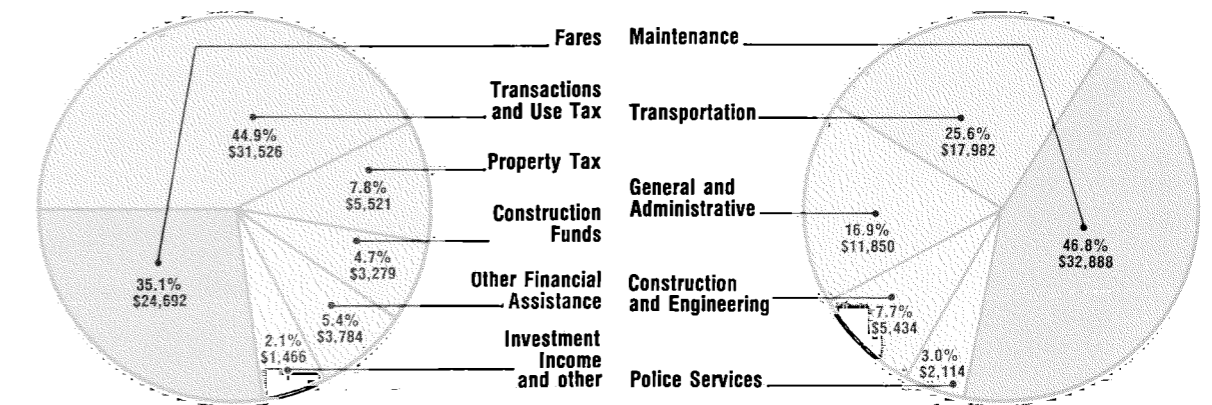 Fares
Transactions
and Use Tax
44.9%
$31,526
Property Tax
7.8%
$5,521
Construction
Funds
4.7%
$3,279
35.1%
$24,692
Other Financial
Assistance
5.4%
$3,784
Investment
Income
and other
2.1%
$1,466
Maintenance
46.8%
$32,888
Transportation
25.6%
$17,982
General and
Administrative
16.9%
$11,850
Construction
and Engineering
7.7%
$5,434
Police Services
3.0%
$2,114